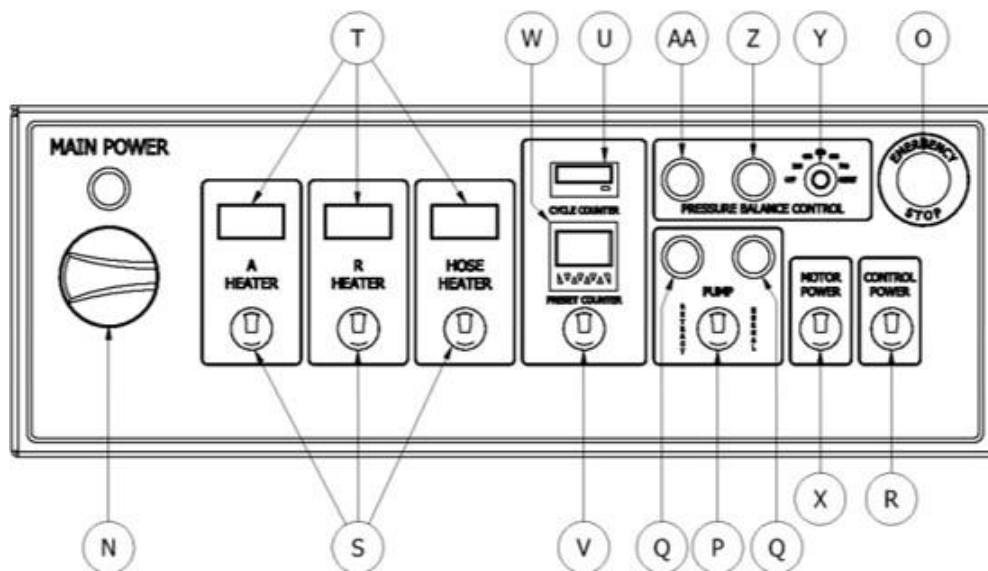 T W U AA Z Y O
MAIN POWER
EMERGENCY
STOP
CYCLE COUNTER
PRESSURE BALANCE CONTROL
A
HEATER
R
HEATER
HOSE
HEATER
PRESET COUNTER
PUMP
RETRACT
MOTOR
POWER
CONTROL
POWER
N S V Q P Q X R